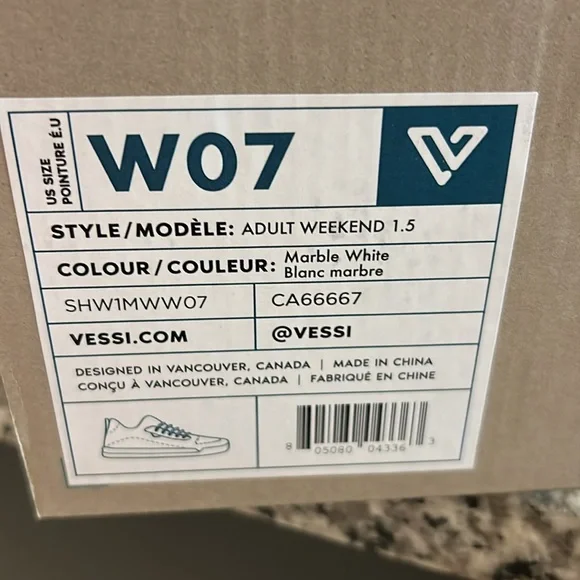 US SIZE
POINTURE É.U
W07
STYLE/MODÈLE: ADULT WEEKEND 1.5
COLOUR/COULEUR: Marble White
Blanc marbre
SHW1MWW07 CA66667
VESSI.COM @VESSI
DESIGNED IN VANCOUVER, CANADA | MADE IN CHINA
CONÇU À VANCOUVER, CANADA | FABRIQUÉ EN CHINE
8 05080 04336 3